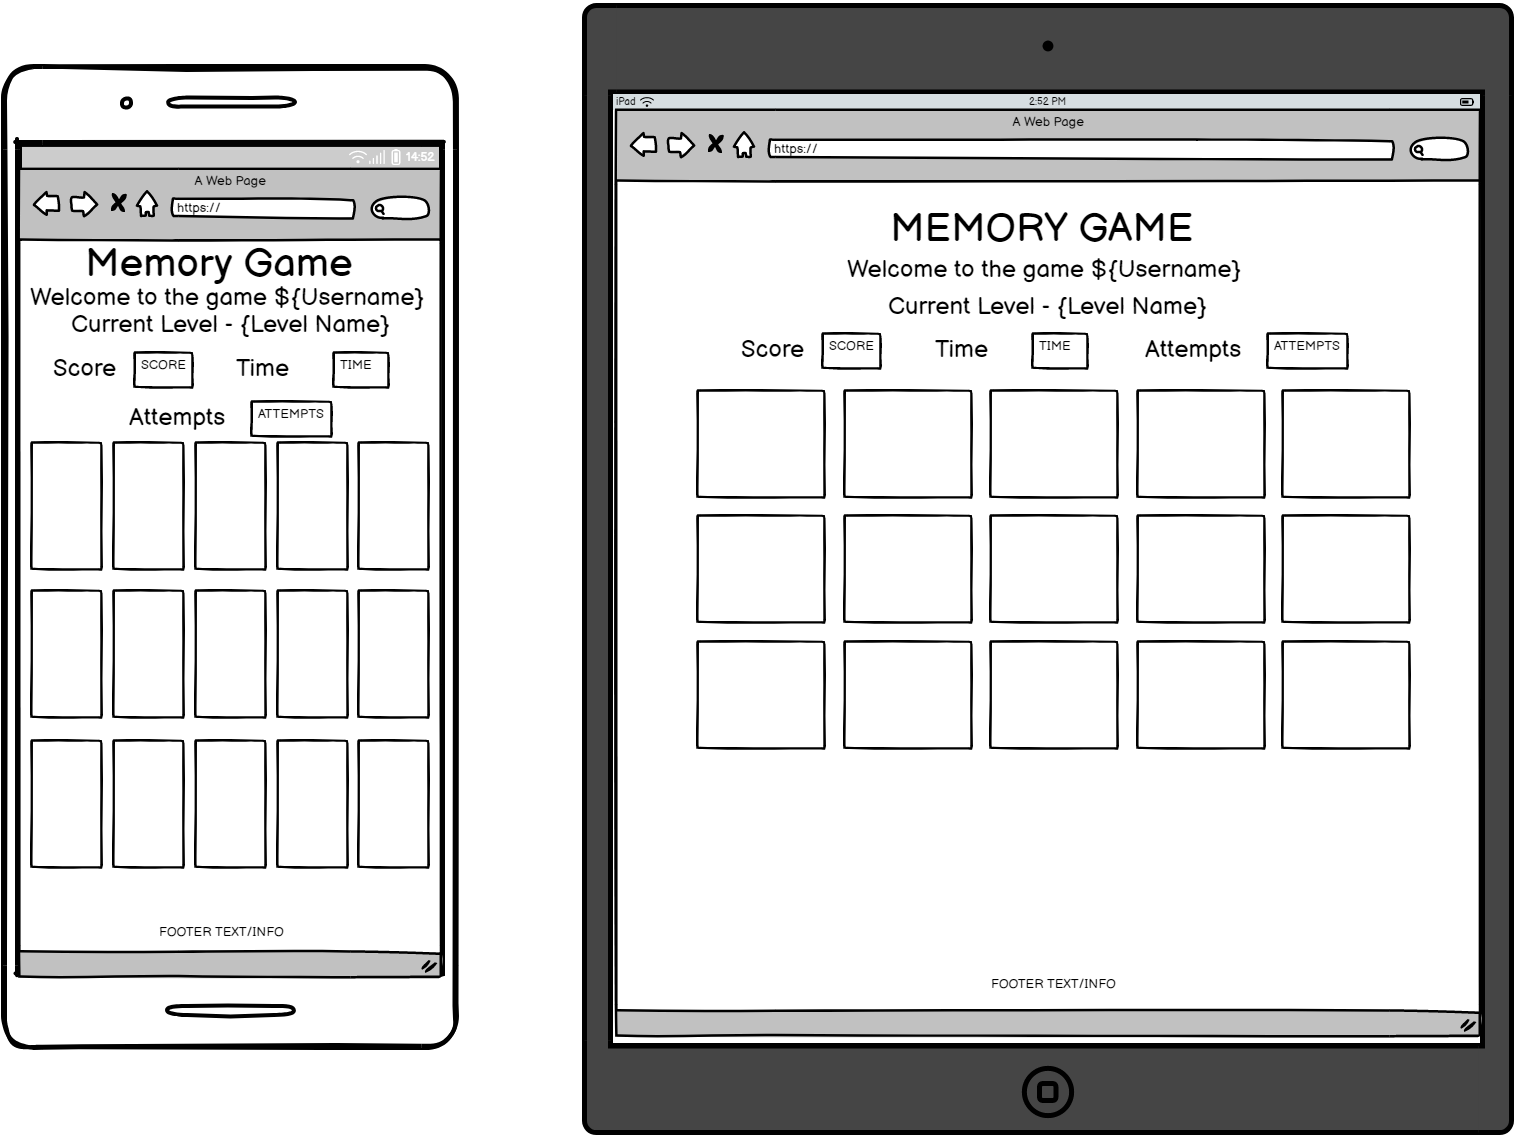 14:52
A Web Page
https://
Memory Game
Welcome to the game ${Username}
Current Level - {Level Name}
Score SCORE Time TIME
Attempts ATTEMPTS
FOOTER TEXT/INFO
iPad 2:52 PM
A Web Page
https://
MEMORY GAME
Welcome to the game ${Username}
Current Level - {Level Name}
Score SCORE Time TIME Attempts ATTEMPTS
FOOTER TEXT/INFO